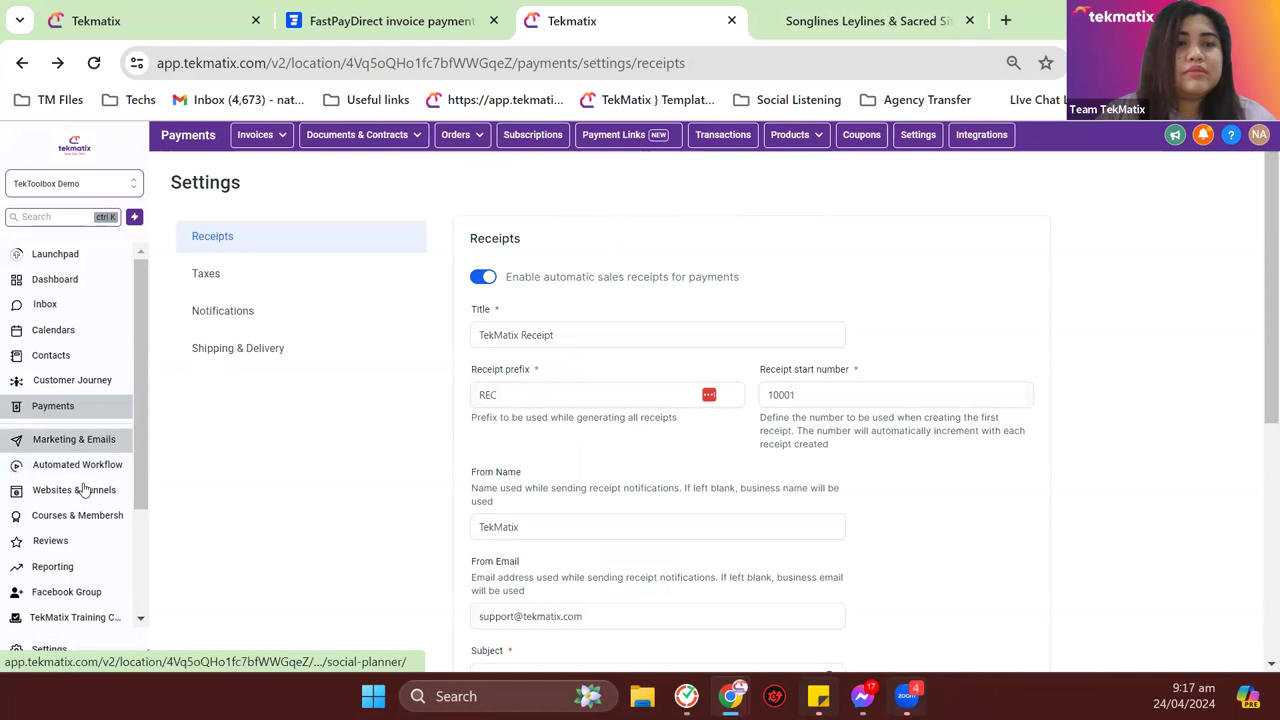 Tekmatix
FastPayDirect invoice payment
Tekmatix
Songlines Leylines & Sacred Si
tekmatix
Team TekMatix
app.tekmatix.com/v2/location/4Vq5oQHo1fc7bfWWGqeZ/payments/settings/receipts
TM FIles
Techs
Inbox (4,673) - nat...
Useful links
https://app.tekmati...
TekMatix } Templat...
Social Listening
Agency Transfer
LIve Chat L
tekmatix
Payments
Invoices
Documents & Contracts
Orders
Subscriptions
Payment Links NEW
Transactions
Products
Coupons
Settings
Integrations
NA
TekToolbox Demo
Search
ctrl K
Launchpad
Dashboard
Inbox
Calendars
Contacts
Customer Journey
Payments
Marketing & Emails
Automated Workflow
Websites & Funnels
Courses & Membersh
Reviews
Reporting
Facebook Group
TekMatix Training C...
Settings
Settings
Receipts
Taxes
Notifications
Shipping & Delivery
Receipts
Enable automatic sales receipts for payments
Title *
TekMatix Receipt
Receipt prefix *
REC
Prefix to be used while generating all receipts
Receipt start number *
10001
Define the number to be used when creating the first
receipt. The number will automatically increment with each
receipt created
From Name
Name used while sending receipt notifications. If left blank, business name will be
used
TekMatix
From Email
Email address used while sending receipt notifications. If left blank, business email
will be used
support@tekmatix.com
Subject *
app.tekmatix.com/v2/location/4Vq5oQHo1fc7bfWWGqeZ/.../social-planner/
Search
17
zoom
4
9:17 am
24/04/2024
PRE